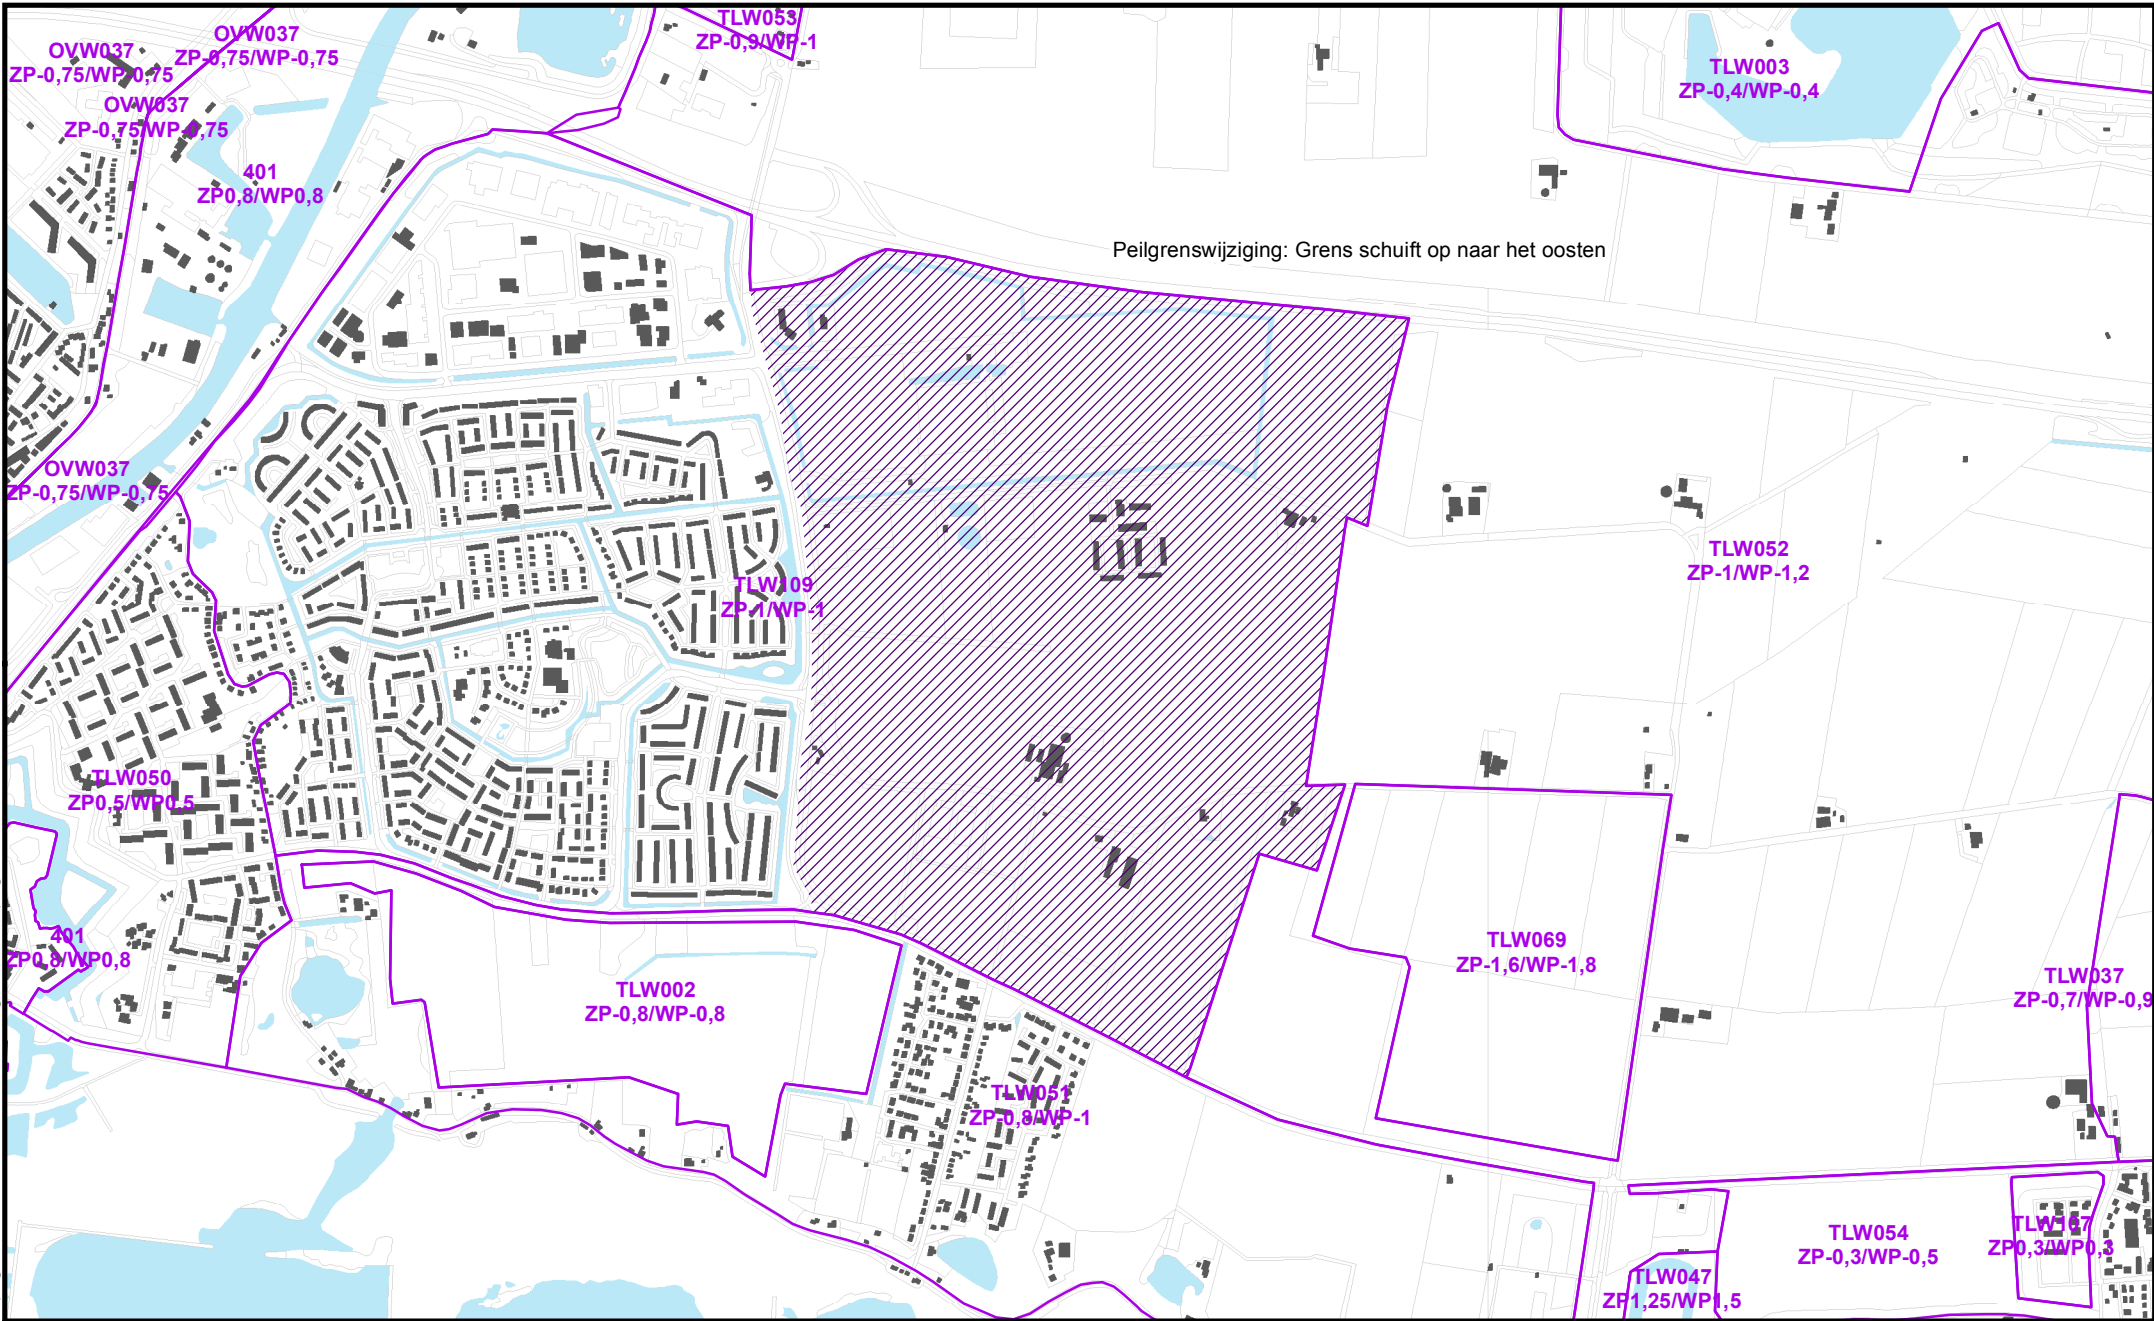 TLW053
ZP-0,9/WP-1
OVW037
ZP-0,75/WP-0,75
OVW037
ZP-0,75/WP-0,75
OVW037
ZP-0,75/WP-0,75
TLW003
ZP-0,4/WP-0,4
401
ZP0,8/WP0,8
Peilgrenswijziging: Grens schuift op naar het oosten
OVW037
ZP-0,75/WP-0,75
TLW109
ZP-1/WP-1
TLW052
ZP-1/WP-1,2
TLW050
ZP0,5/WP0,5
401
ZP0,8/WP0,8
TLW002
ZP-0,8/WP-0,8
TLW069
ZP-1,6/WP-1,8
TLW037
ZP-0,7/WP-0,9
TLW051
ZP-0,8/WP-1
TLW054
ZP-0,3/WP-0,5
TLW107
ZP0,3/WP0,3
TLW047
ZP1,25/WP1,5